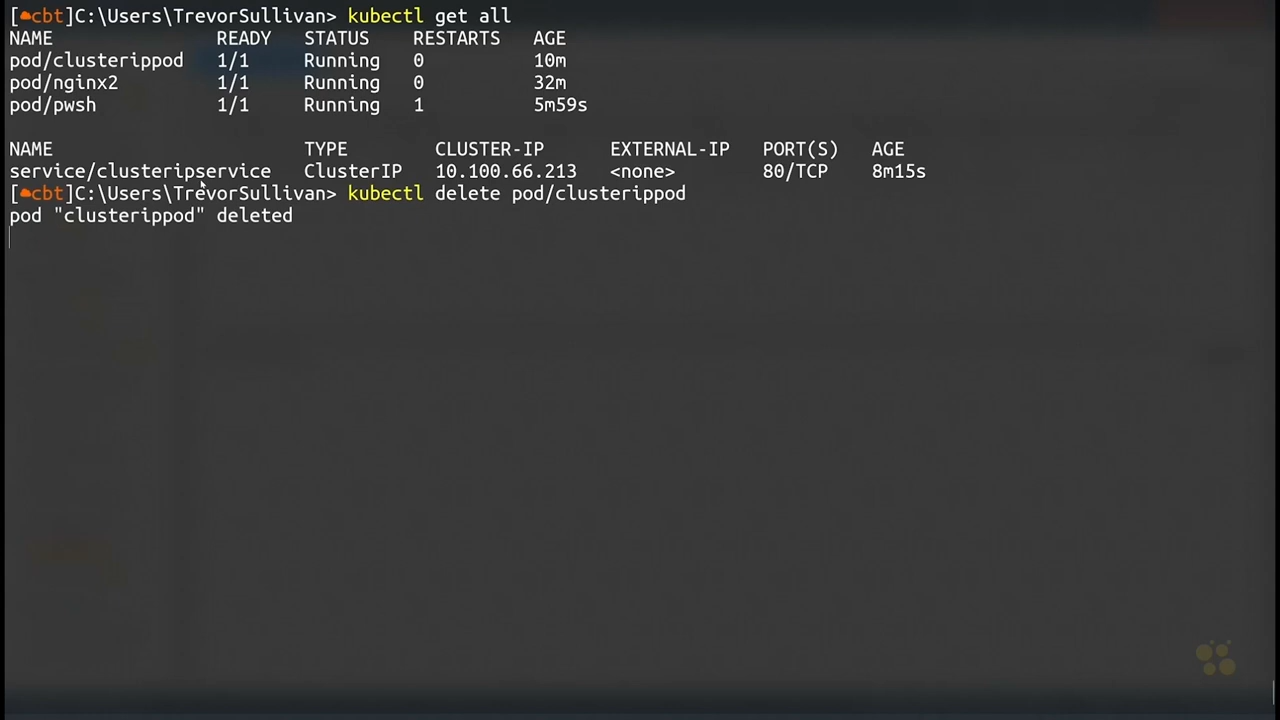 [cbt]C:\Users\TrevorSullivan> kubectl get all
NAME READY STATUS RESTARTS AGE
pod/clusterippod 1/1 Running 0 10m
pod/nginx2 1/1 Running 0 32m
pod/pwsh 1/1 Running 1 5m59s
NAME TYPE CLUSTER-IP EXTERNAL-IP PORT(S) AGE
service/clusteripservice ClusterIP 10.100.66.213 <none> 80/TCP 8m15s
[cbt]C:\Users\TrevorSullivan> kubectl delete pod/clusterippod
pod "clusterippod" deleted